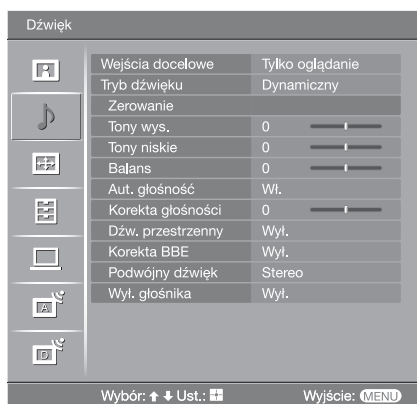 Dźwięk
Wejścia docelowe Tylko oglądanie
Tryb dźwięku Dynamiczny
Zerowanie
Tony wys. 0
Tony niskie 0
Balans 0
Aut. głośność Wł.
Korekta głośności 0
Dźw. przestrzenny Wył.
Korekta BBE Wył.
Podwójny dźwięk Stereo
Wył. głośnika Wył.
A
D
Wybór: Ust.: Wyjście: MENU